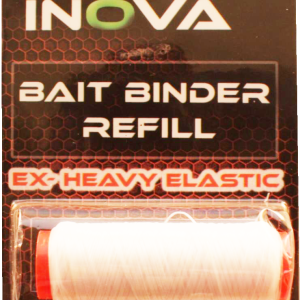 INOVA
BAIT BINDER
REFILL
EX-HEAVY ELASTIC